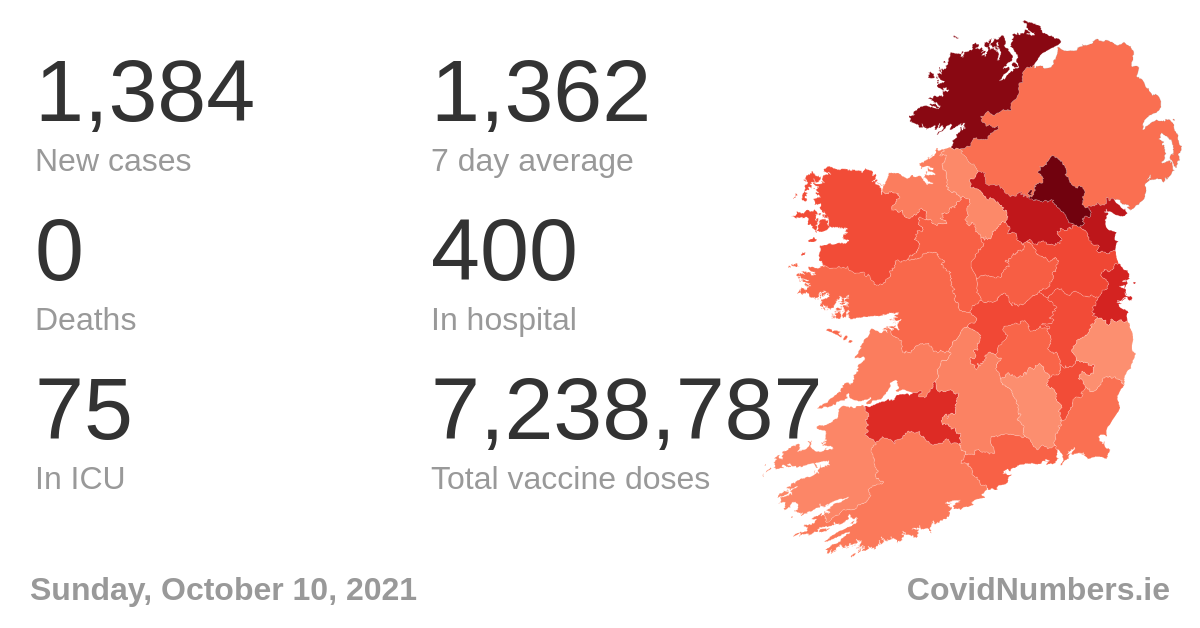 1,384
New cases
1,362
7 day average
0
Deaths
400
In hospital
75
In ICU
7,238,787
Total vaccine doses
Sunday, October 10, 2021
CovidNumbers.ie